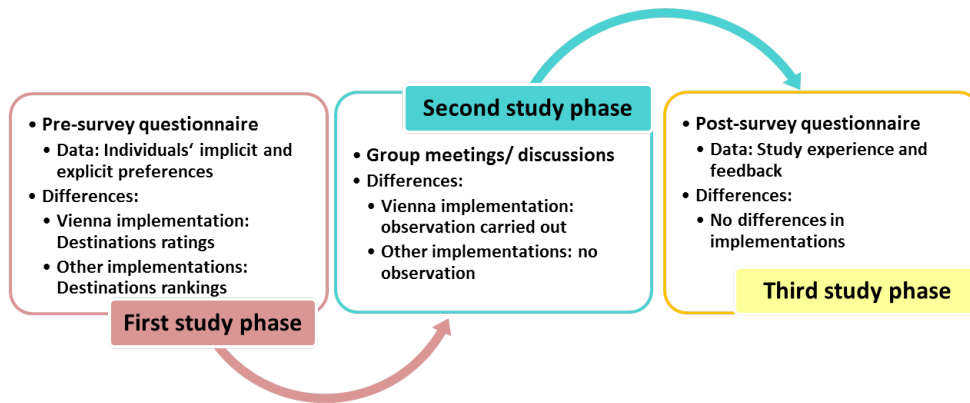 • Pre-survey questionnaire
• Data: Individuals‘ implicit and
explicit preferences
• Differences:
• Vienna implementation:
Destinations ratings
• Other implementations:
Destinations rankings
First study phase
Second study phase
• Group meetings/ discussions
• Differences:
• Vienna implementation:
observation carried out
• Other implementations: no
observation
• Post-survey questionnaire
• Data: Study experience and
feedback
• Differences:
• No differences in
implementations
Third study phase